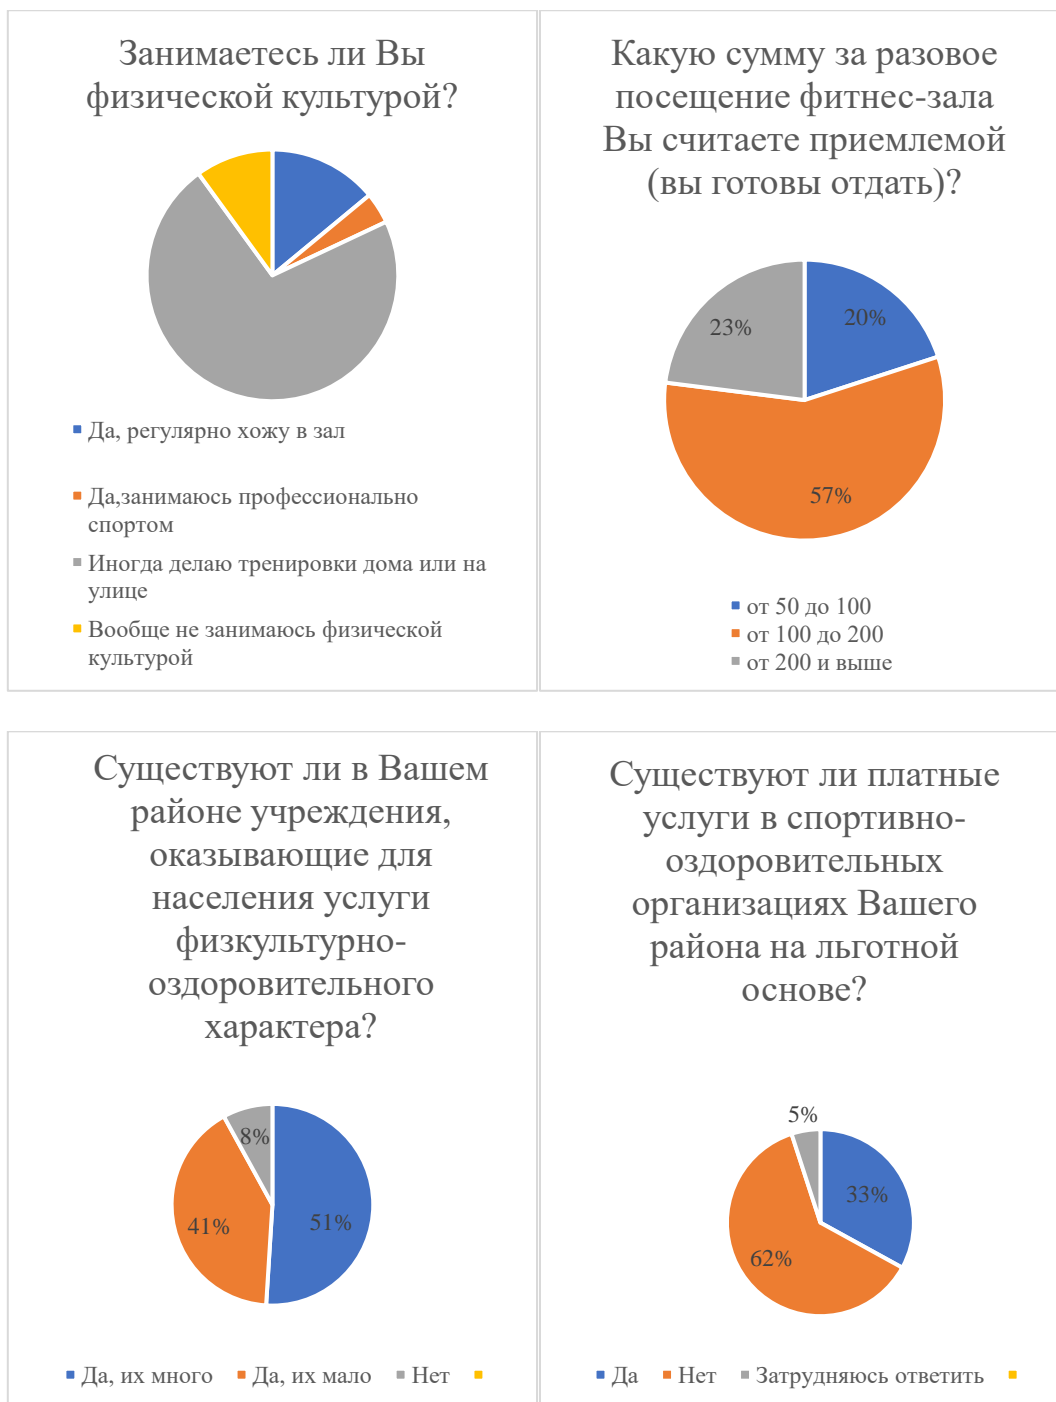 Занимаетесь ли Вы
физической культурой?
Да, регулярно хожу в зал
Да,занимаюсь профессионально
спортом
Иногда делаю тренировки дома или на
улице
Вообще не занимаюсь физической
культурой
Какую сумму за разовое
посещение фитнес-зала
Вы считаете приемлемой
(вы готовы отдать)?
20%
23%
57%
от 50 до 100
от 100 до 200
от 200 и выше
Существуют ли в Вашем
районе учреждения,
оказывающие для
населения услуги
физкультурно-
оздоровительного
характера?
8%
41%
51%
Да, их много
Да, их мало
Нет
Существуют ли платные
услуги в спортивно-
оздоровительных
организациях Вашего
района на льготной
основе?
5%
33%
62%
Да
Нет
Затрудняюсь ответить